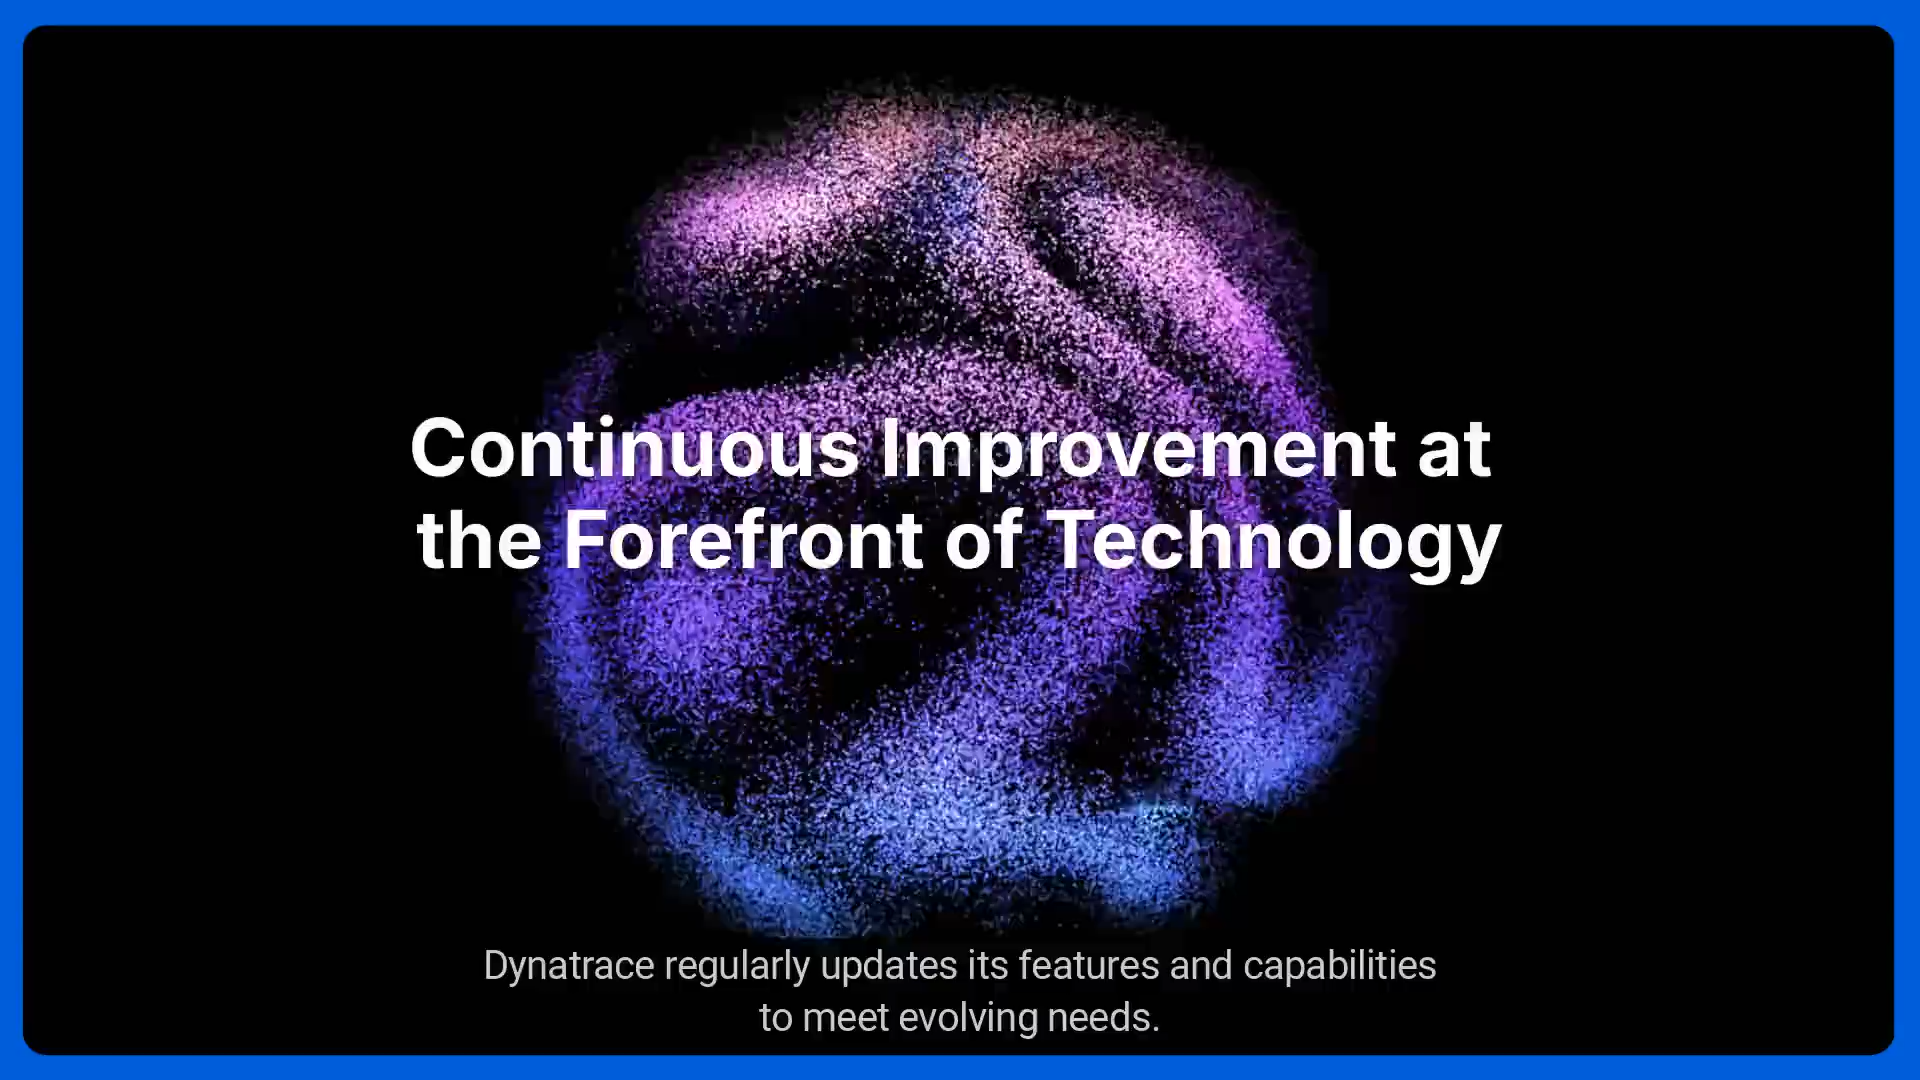 Continuous Improvement at
the Forefront of Technology
Dynatrace regularly updates its features and capabilities
to meet evolving needs.